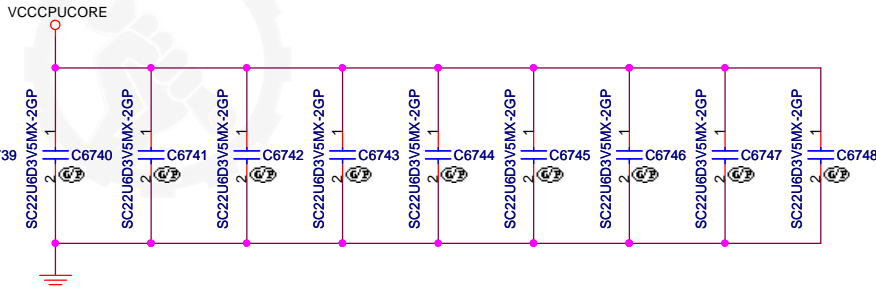 VCCCPUCORE
SC22U6D3V5MX-2GP
1
2
C6740
G/P
SC22U6D3V5MX-2GP
1
2
C6741
G/P
SC22U6D3V5MX-2GP
1
2
C6742
G/P
SC22U6D3V5MX-2GP
1
2
C6743
G/P
SC22U6D3V5MX-2GP
1
2
C6744
G/P
SC22U6D3V5MX-2GP
1
2
C6745
G/P
SC22U6D3V5MX-2GP
1
2
C6746
G/P
SC22U6D3V5MX-2GP
1
2
C6747
G/P
SC22U6D3V5MX-2GP
1
2
C6748
G/P